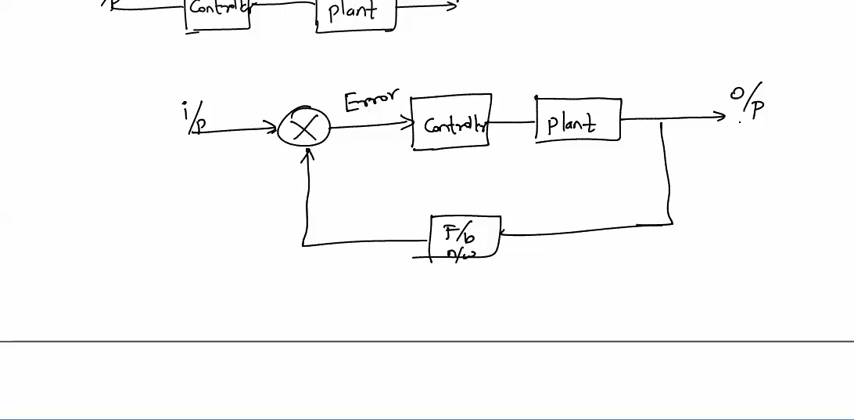 Controller
plant
i/p
Error
Controller
plant
o/p
F/b
n/w